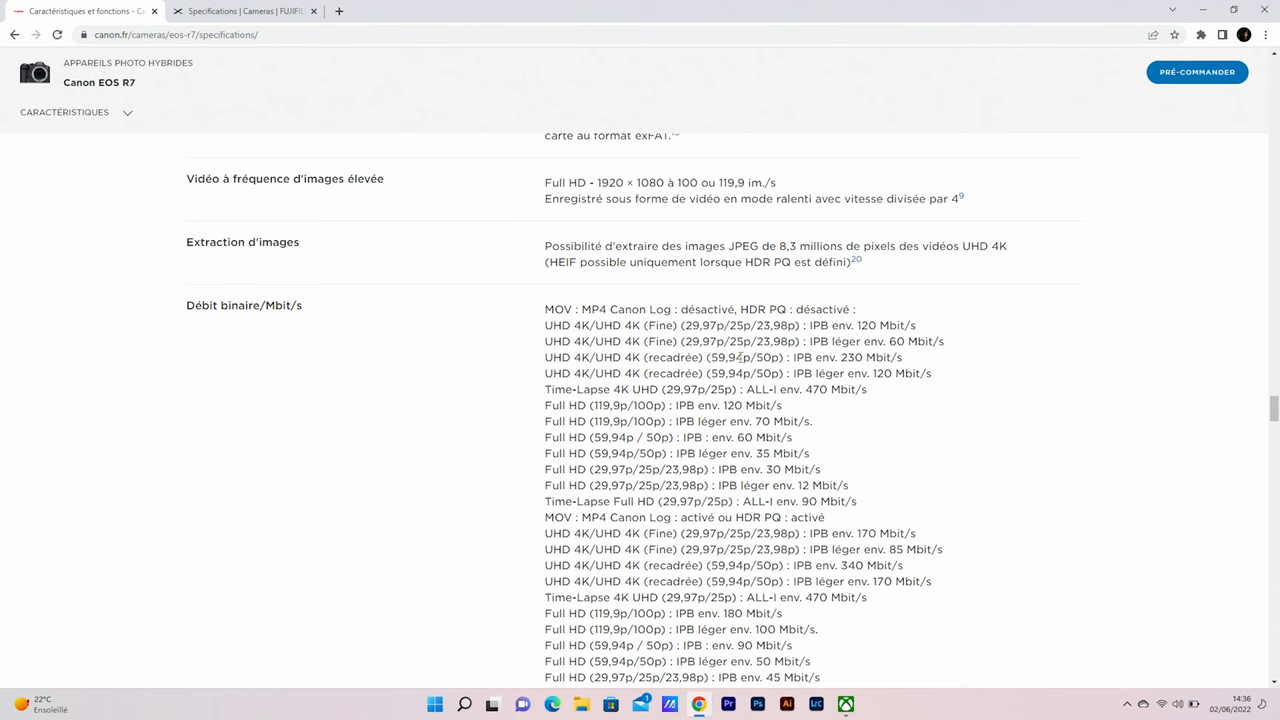 Caractéristiques et fonctions - Ca
Specifications | Cameras | FUJIFIL
canon.fr/cameras/eos-r7/specifications/
APPAREILS PHOTO HYBRIDES
Canon EOS R7
PRÉ-COMMANDER
CARACTÉRISTIQUES
carte au format exFAT.
Vidéo à fréquence d'images élevée
Full HD - 1920 × 1080 à 100 ou 119,9 im./s
Enregistré sous forme de vidéo en mode ralenti avec vitesse divisée par 4⁹
Extraction d'images
Possibilité d'extraire des images JPEG de 8,3 millions de pixels des vidéos UHD 4K
(HEIF possible uniquement lorsque HDR PQ est défini)²⁰
Débit binaire/Mbit/s
MOV : MP4 Canon Log : désactivé, HDR PQ : désactivé :
UHD 4K/UHD 4K (Fine) (29,97p/25p/23,98p) : IPB env. 120 Mbit/s
UHD 4K/UHD 4K (Fine) (29,97p/25p/23,98p) : IPB léger env. 60 Mbit/s
UHD 4K/UHD 4K (recadrée) (59,94p/50p) : IPB env. 230 Mbit/s
UHD 4K/UHD 4K (recadrée) (59,94p/50p) : IPB léger env. 120 Mbit/s
Time-Lapse 4K UHD (29,97p/25p) : ALL-I env. 470 Mbit/s
Full HD (119,9p/100p) : IPB env. 120 Mbit/s
Full HD (119,9p/100p) : IPB léger env. 70 Mbit/s.
Full HD (59,94p / 50p) : IPB : env. 60 Mbit/s
Full HD (59,94p/50p) : IPB léger env. 35 Mbit/s
Full HD (29,97p/25p/23,98p) : IPB env. 30 Mbit/s
Full HD (29,97p/25p/23,98p) : IPB léger env. 12 Mbit/s
Time-Lapse Full HD (29,97p/25p) : ALL-I env. 90 Mbit/s
MOV : MP4 Canon Log : activé ou HDR PQ : activé
UHD 4K/UHD 4K (Fine) (29,97p/25p/23,98p) : IPB env. 170 Mbit/s
UHD 4K/UHD 4K (Fine) (29,97p/25p/23,98p) : IPB léger env. 85 Mbit/s
UHD 4K/UHD 4K (recadrée) (59,94p/50p) : IPB env. 340 Mbit/s
UHD 4K/UHD 4K (recadrée) (59,94p/50p) : IPB léger env. 170 Mbit/s
Time-Lapse 4K UHD (29,97p/25p) : ALL-I env. 470 Mbit/s
Full HD (119,9p/100p) : IPB env. 180 Mbit/s
Full HD (119,9p/100p) : IPB léger env. 100 Mbit/s.
Full HD (59,94p / 50p) : IPB : env. 90 Mbit/s
Full HD (59,94p/50p) : IPB léger env. 50 Mbit/s
Full HD (29,97p/25p/23,98p) : IPB env. 45 Mbit/s
22°C
Ensoleillé
1
Pr
Ps
Ai
Lrc
14:36
02/06/2022